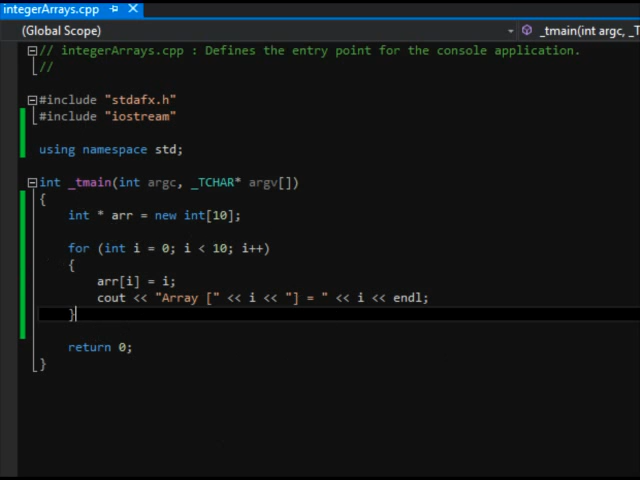 integerArrays.cpp
(Global Scope)
_tmain(int argc, _T
// integerArrays.cpp : Defines the entry point for the console application.
//
#include "stdafx.h"
#include "iostream"
using namespace std;
int _tmain(int argc, _TCHAR* argv[])
{
int * arr = new int[10];
for (int i = 0; i < 10; i++)
{
arr[i] = i;
cout << "Array [" << i << "] = " << i << endl;
}
return 0;
}